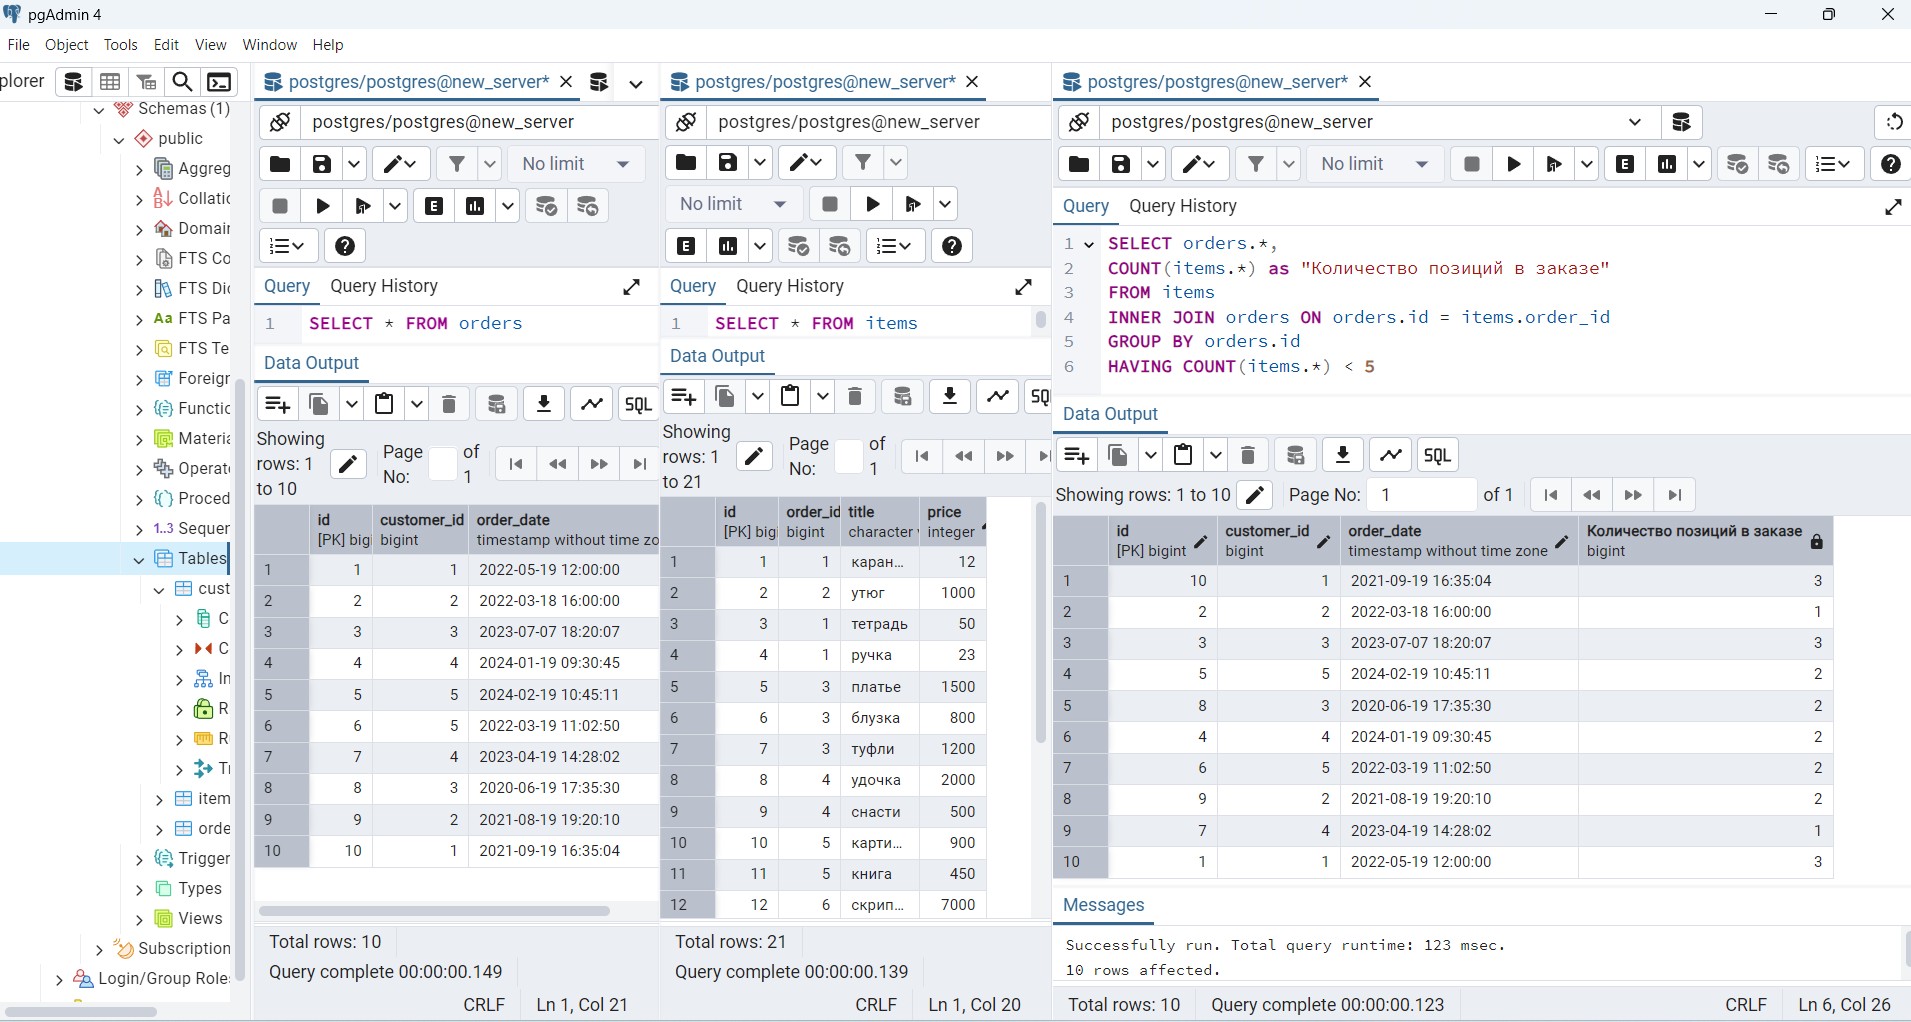 pgAdmin 4
File Object Tools Edit View Window Help
plorer
Schemas (1)
public
Aggreg
Collatio
Domain
FTS Co
FTS Dic
FTS Pa
FTS Te
Foreign
Functio
Materia
Operato
Proced
1..3 Sequen
Tables
cust
C
C
In
R
R
Tr
item
orde
Trigger
Types
Views
Subscription
Login/Group Roles
postgres/postgres@new_server*
postgres/postgres@new_server
No limit
Query Query History
1 SELECT * FROM orders
Data Output
SQL
Showing rows: 1 to 10
Page No: of 1
id customer_id order_date
[PK] bigi bigint timestamp without time zo
1 1 1 2022-05-19 12:00:00
2 2 2 2022-03-18 16:00:00
3 3 3 2023-07-07 18:20:07
4 4 4 2024-01-19 09:30:45
5 5 5 2024-02-19 10:45:11
6 6 5 2022-03-19 11:02:50
7 7 4 2023-04-19 14:28:02
8 8 3 2020-06-19 17:35:30
9 9 2 2021-08-19 19:20:10
10 10 1 2021-09-19 16:35:04
Total rows: 10
Query complete 00:00:00.149
CRLF Ln 1, Col 21
postgres/postgres@new_server*
postgres/postgres@new_server
No limit
Query Query History
1 SELECT * FROM items
Data Output
SQL
Showing rows: 1 to 21
Page No: of 1
id order_id title price
[PK] bigi bigint character v integer
1 1 1 каран... 12
2 2 2 утюг 1000
3 3 1 тетрадь 50
4 4 1 ручка 23
5 5 3 платье 1500
6 6 3 блузка 800
7 7 3 туфли 1200
8 8 4 удочка 2000
9 9 4 снасти 500
10 10 5 карти... 900
11 11 5 книга 450
12 12 6 скрип... 7000
Total rows: 21
Query complete 00:00:00.139
CRLF Ln 1, Col 20
postgres/postgres@new_server*
postgres/postgres@new_server
No limit
Query Query History
1 SELECT orders.*,
2 COUNT(items.*) as "Количество позиций в заказе"
3 FROM items
4 INNER JOIN orders ON orders.id = items.order_id
5 GROUP BY orders.id
6 HAVING COUNT(items.*) < 5
Data Output
SQL
Showing rows: 1 to 10 Page No: 1 of 1
id customer_id order_date Количество позиций в заказе
[PK] bigint bigint timestamp without time zone bigint
1 10 1 2021-09-19 16:35:04 3
2 2 2 2022-03-18 16:00:00 1
3 3 3 2023-07-07 18:20:07 3
4 5 5 2024-02-19 10:45:11 2
5 8 3 2020-06-19 17:35:30 2
6 4 4 2024-01-19 09:30:45 2
7 6 5 2022-03-19 11:02:50 2
8 9 2 2021-08-19 19:20:10 2
9 7 4 2023-04-19 14:28:02 1
10 1 1 2022-05-19 12:00:00 3
Messages
Successfully run. Total query runtime: 123 msec.
10 rows affected.
Total rows: 10 Query complete 00:00:00.123 CRLF Ln 6, Col 26